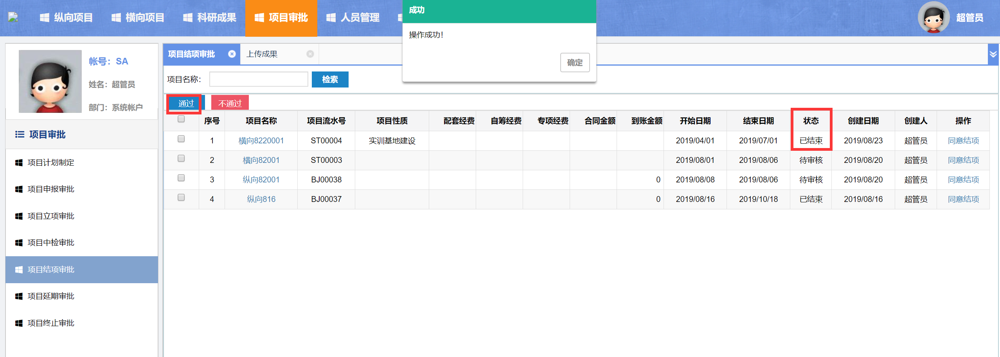 纵向项目 横向项目 科研成果 项目审批 人员管理
成功
超管员
操作成功!
确定
帐号：SA
姓名：超管员
部门：系统帐户
项目审批
项目计划制定
项目申报审批
项目立项审批
项目中检审批
项目结项审批
项目延期审批
项目终止审批
项目结项审批 上传成果
项目名称： 检索
通过 不通过
序号 项目名称 项目流水号 项目性质 配套经费 自筹经费 专项经费 合同金额 到账金额 开始日期 结束日期 状态 创建日期 创建人 操作
1 横向8220001 ST00004 实训基地建设 2019/04/01 2019/07/01 已结束 2019/08/23 超管员 同意结项
2 横向82001 ST00003 2019/08/01 2019/08/06 待审核 2019/08/20 超管员 同意结项
3 纵向82001 BJ00038 0 2019/08/08 2019/08/06 待审核 2019/08/20 超管员 同意结项
4 纵向816 BJ00037 0 2019/08/16 2019/10/18 已结束 2019/08/16 超管员 同意结项